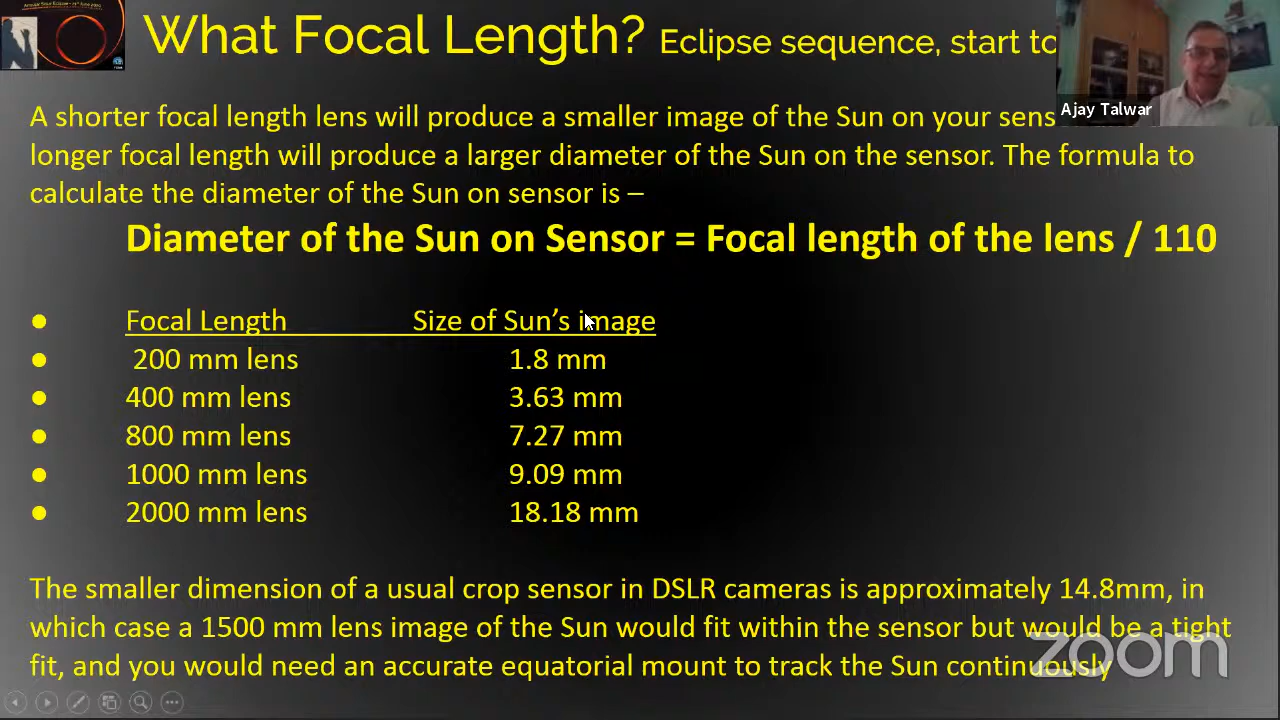 What Focal Length? Eclipse sequence, start to
Ajay Talwar
A shorter focal length lens will produce a smaller image of the Sun on your sens
longer focal length will produce a larger diameter of the Sun on the sensor. The formula to
calculate the diameter of the Sun on sensor is –
Diameter of the Sun on Sensor = Focal length of the lens / 110
● Focal Length Size of Sun’s image
● 200 mm lens 1.8 mm
● 400 mm lens 3.63 mm
● 800 mm lens 7.27 mm
● 1000 mm lens 9.09 mm
● 2000 mm lens 18.18 mm
The smaller dimension of a usual crop sensor in DSLR cameras is approximately 14.8mm, in
which case a 1500 mm lens image of the Sun would fit within the sensor but would be a tight
fit, and you would need an accurate equatorial mount to track the Sun continuously
zoom